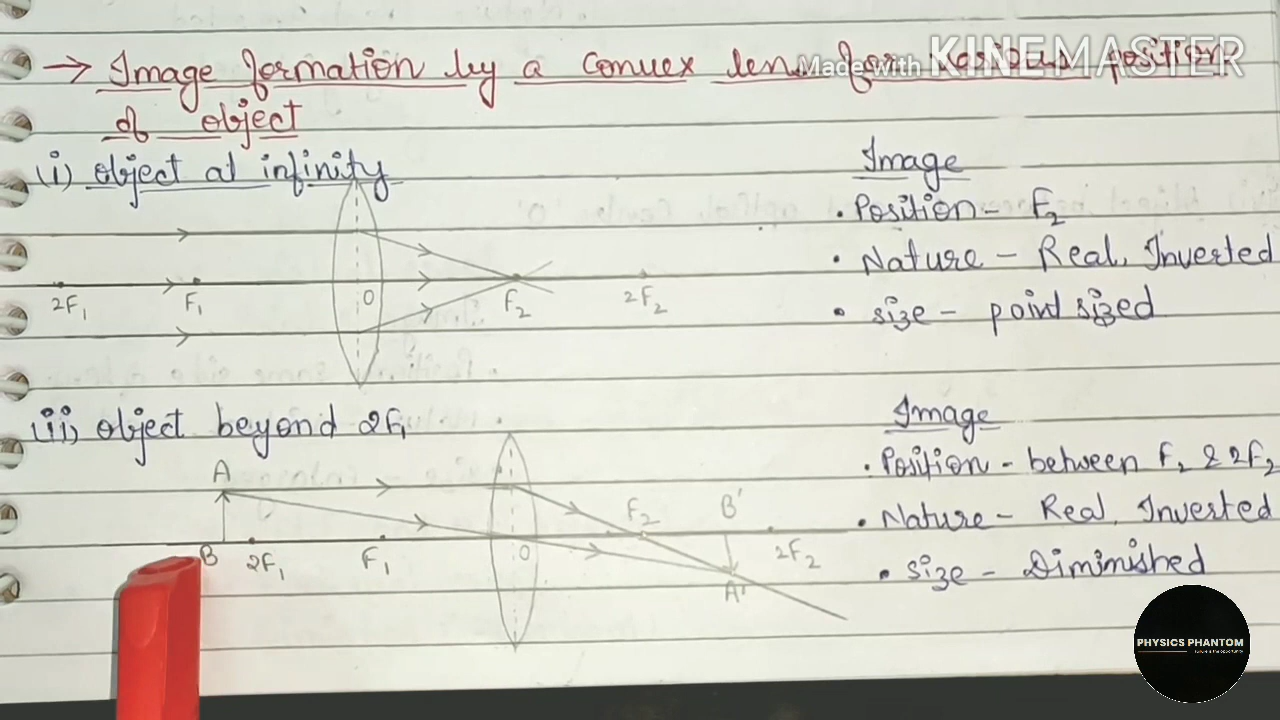 → Image formation by a convex lens for various position
Made with KINEMASTER
of object
(i) object at infinity
Image
• Position - F₂
• Nature - Real, Inverted
• size - point sized
2F₁ F₁ O F₂ 2F₂
(ii) object beyond 2F₁
Image
• Position - between F₂ & 2F₂
• Nature - Real, Inverted
• size - Diminished
A
B 2F₁ F₁ O F₂ B' 2F₂
A'
PHYSICS PHANTOM